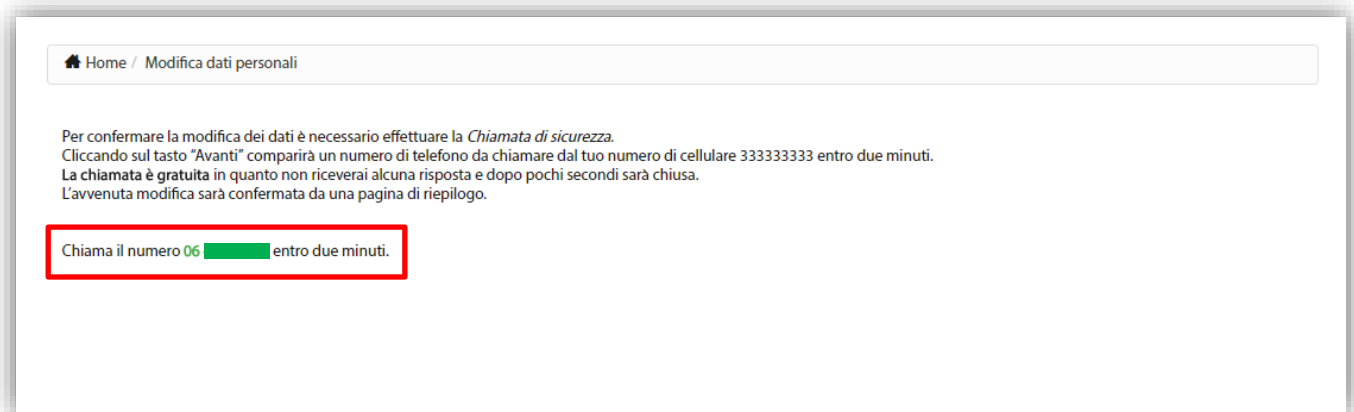 Home / Modifica dati personali
Per confermare la modifica dei dati è necessario effettuare la Chiamata di sicurezza.
Cliccando sul tasto “Avanti” comparirà un numero di telefono da chiamare dal tuo numero di cellulare 333333333 entro due minuti.
La chiamata è gratuita in quanto non riceverai alcuna risposta e dopo pochi secondi sarà chiusa.
L’avvenuta modifica sarà confermata da una pagina di riepilogo.
Chiama il numero 06 entro due minuti.